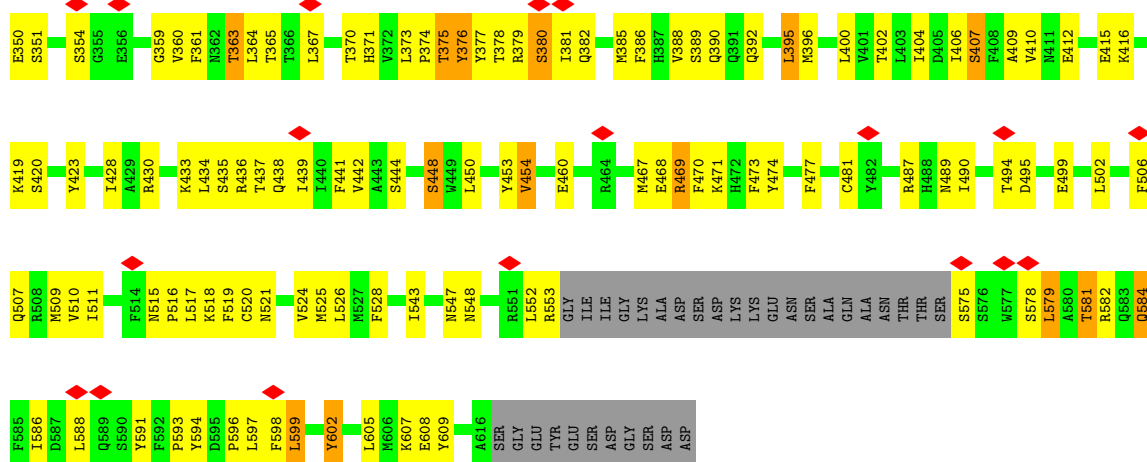 E350 S351 S354 G355 E356 G359 V360 F361 N362 T363 L364 T365 T366 L367 T370 H371 V372 L373 P374 T375 Y376 Y377 T378 R379 S380 I381 Q382 M385 F386 H387 V388 S389 Q390 Q391 Q392 L395 M396 L400 V401 T402 L403 I404 D405 I406 S407 F408 A409 V410 N411 E412 E415 K416
K419 S420 Y423 I428 A429 R430 K433 L434 S435 R436 T437 Q438 I439 I440 F441 V442 A443 S444 S448 W449 L450 Y453 V454 E460 R464 M467 E468 R469 F470 K471 H472 F473 Y474 F477 C481 Y482 R487 H488 N489 I490 T494 D495 E499 L502 F506
Q507 R508 M509 V510 I511 F514 N515 P516 L517 K518 F519 C520 N521 V524 M525 L526 M527 F528 I543 N547 N548 R551 L552 R553 GLY ILE ILE GLY LYS ALA ASP SER ASP LYS LYS GLU ASN SER ALA GLN ALA ASN THR THR SER S575 S576 W577 S578 L579 A580 T581 R582 Q583 Q584
F585 I586 D587 L588 Q589 S590 Y591 F592 P593 Y594 D595 P596 L597 F598 L599 Y602 L605 M606 K607 E608 Y609 A616 SER GLY GLU TYR GLU SER ASP GLY SER ASP ASP